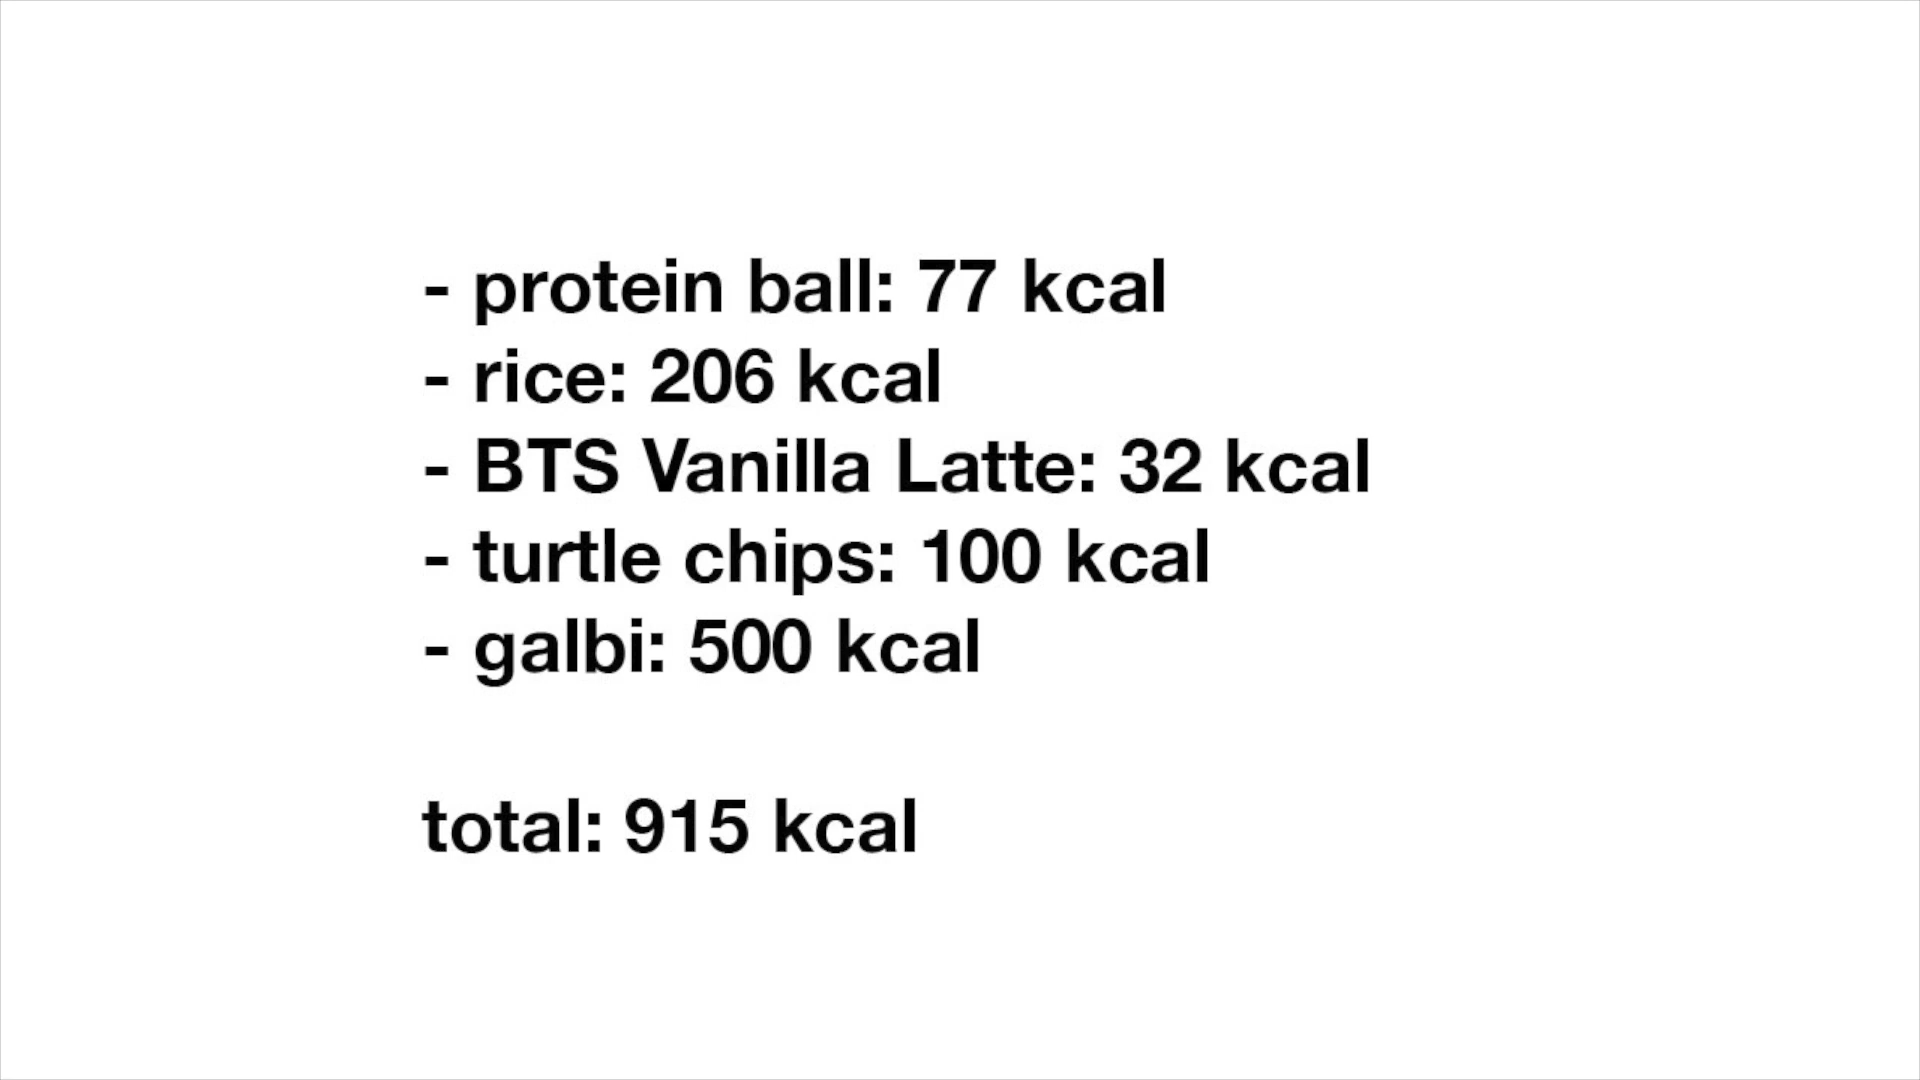 - protein ball: 77 kcal
- rice: 206 kcal
- BTS Vanilla Latte: 32 kcal
- turtle chips: 100 kcal
- galbi: 500 kcal
total: 915 kcal